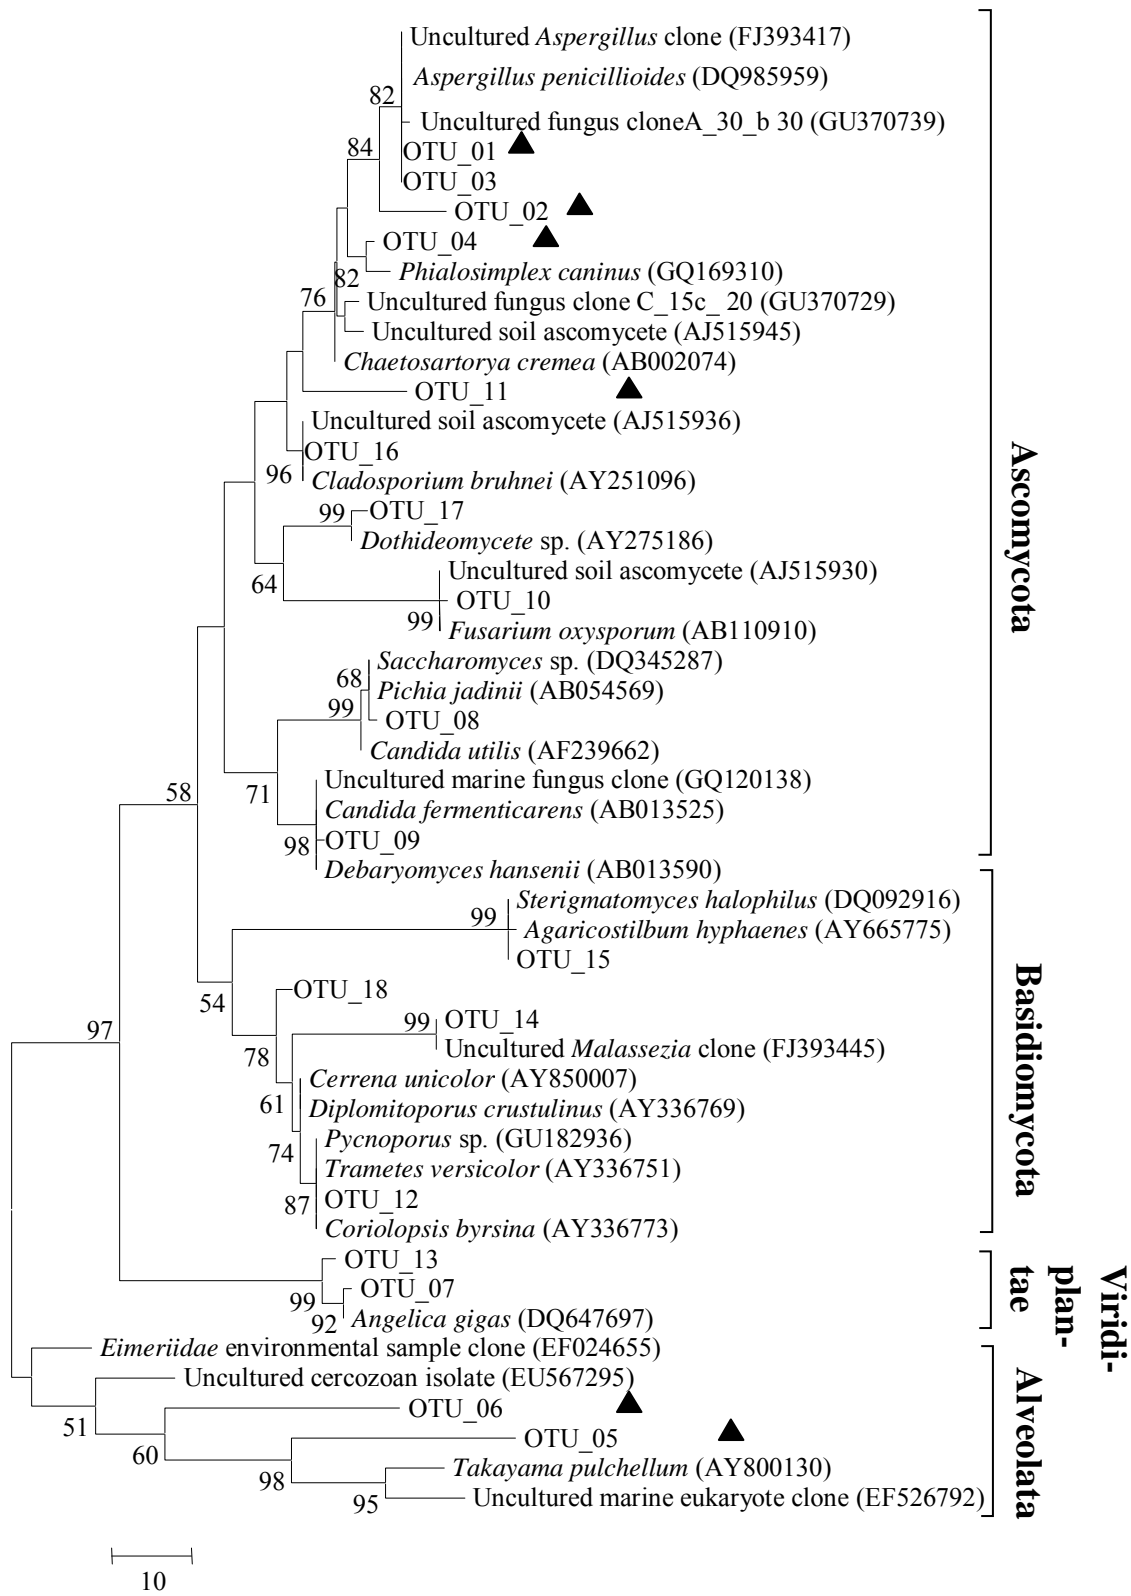 Uncultured Aspergillus clone (FJ393417)
Aspergillus penicillioides (DQ985959)
82
Uncultured fungus cloneA_30_b 30 (GU370739)
84
OTU_01
OTU_03
OTU_02
OTU_04
Phialosimplex caninus (GQ169310)
82
76
Uncultured fungus clone C_15c_ 20 (GU370729)
Uncultured soil ascomycete (AJ515945)
Chaetosartorya cremea (AB002074)
OTU_11
Uncultured soil ascomycete (AJ515936)
OTU_16
96
Cladosporium bruhnei (AY251096)
99
OTU_17
Dothideomycete sp. (AY275186)
64
Uncultured soil ascomycete (AJ515930)
OTU_10
99
Fusarium oxysporum (AB110910)
Saccharomyces sp. (DQ345287)
68
Pichia jadinii (AB054569)
99
OTU_08
Candida utilis (AF239662)
Uncultured marine fungus clone (GQ120138)
58
71
Candida fermenticarens (AB013525)
98
OTU_09
Debaryomyces hansenii (AB013590)
Ascomycota
Sterigmatomyces halophilus (DQ092916)
99
Agaricostilbum hyphaenes (AY665775)
OTU_15
54
OTU_18
97
99
OTU_14
78
Uncultured Malassezia clone (FJ393445)
Cerrena unicolor (AY850007)
61
Diplomitoporus crustulinus (AY336769)
Pycnoporus sp. (GU182936)
74
Trametes versicolor (AY336751)
87
OTU_12
Coriolopsis byrsina (AY336773)
Basidiomycota
OTU_13
99
OTU_07
92
Angelica gigas (DQ647697)
Viridi-
plan-
tae
Eimeriidae environmental sample clone (EF024655)
Uncultured cercozoan isolate (EU567295)
51
OTU_06
60
OTU_05
98
Takayama pulchellum (AY800130)
95
Uncultured marine eukaryote clone (EF526792)
Alveolata
10